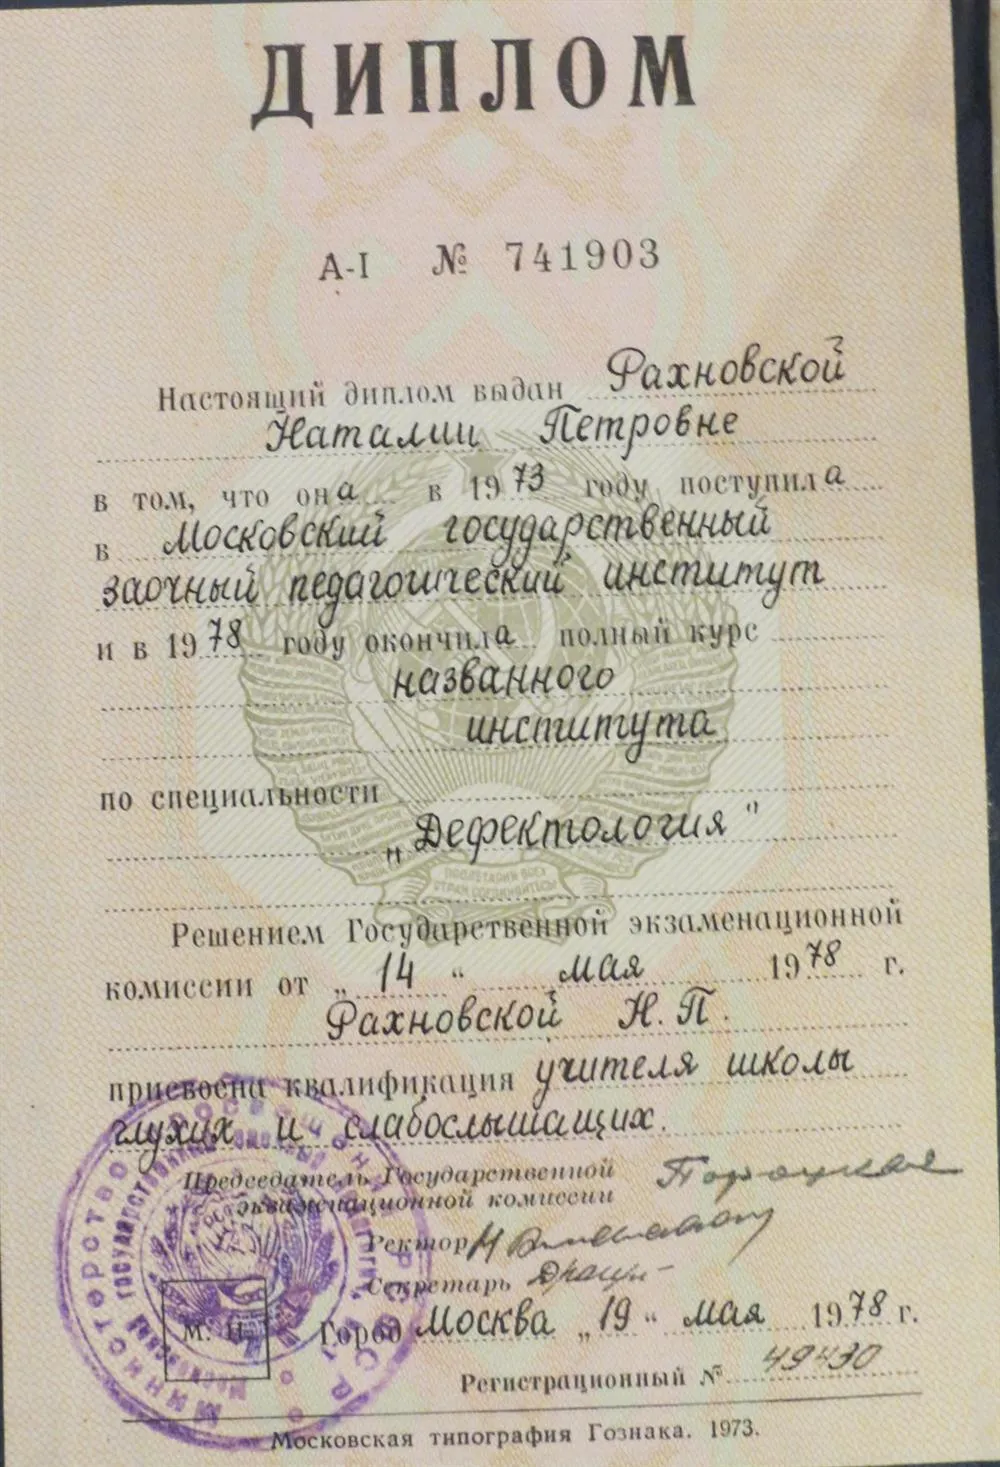 ДИПЛОМ
А-I № 741903
Настоящий диплом выдан Рахновской
Наталии Петровне
в том, что она в 1973 году поступила
в Московский государственный
заочный педагогический институт
и в 1978 году окончила полный курс
названного
института
по специальности
„Дефектология"
Решением Государственной экзаменационной
комиссии от „14" мая 1978 г.
Рахновской Н. П.
присвоена квалификация учителя школы
глухих и слабослышащих.
Председатель Государственной
экзаменационной комиссии
Ректор
Секретарь
М. П. Город Москва „19" мая 1978 г.
Регистрационный № 49430
Московская типография Гознака. 1973.